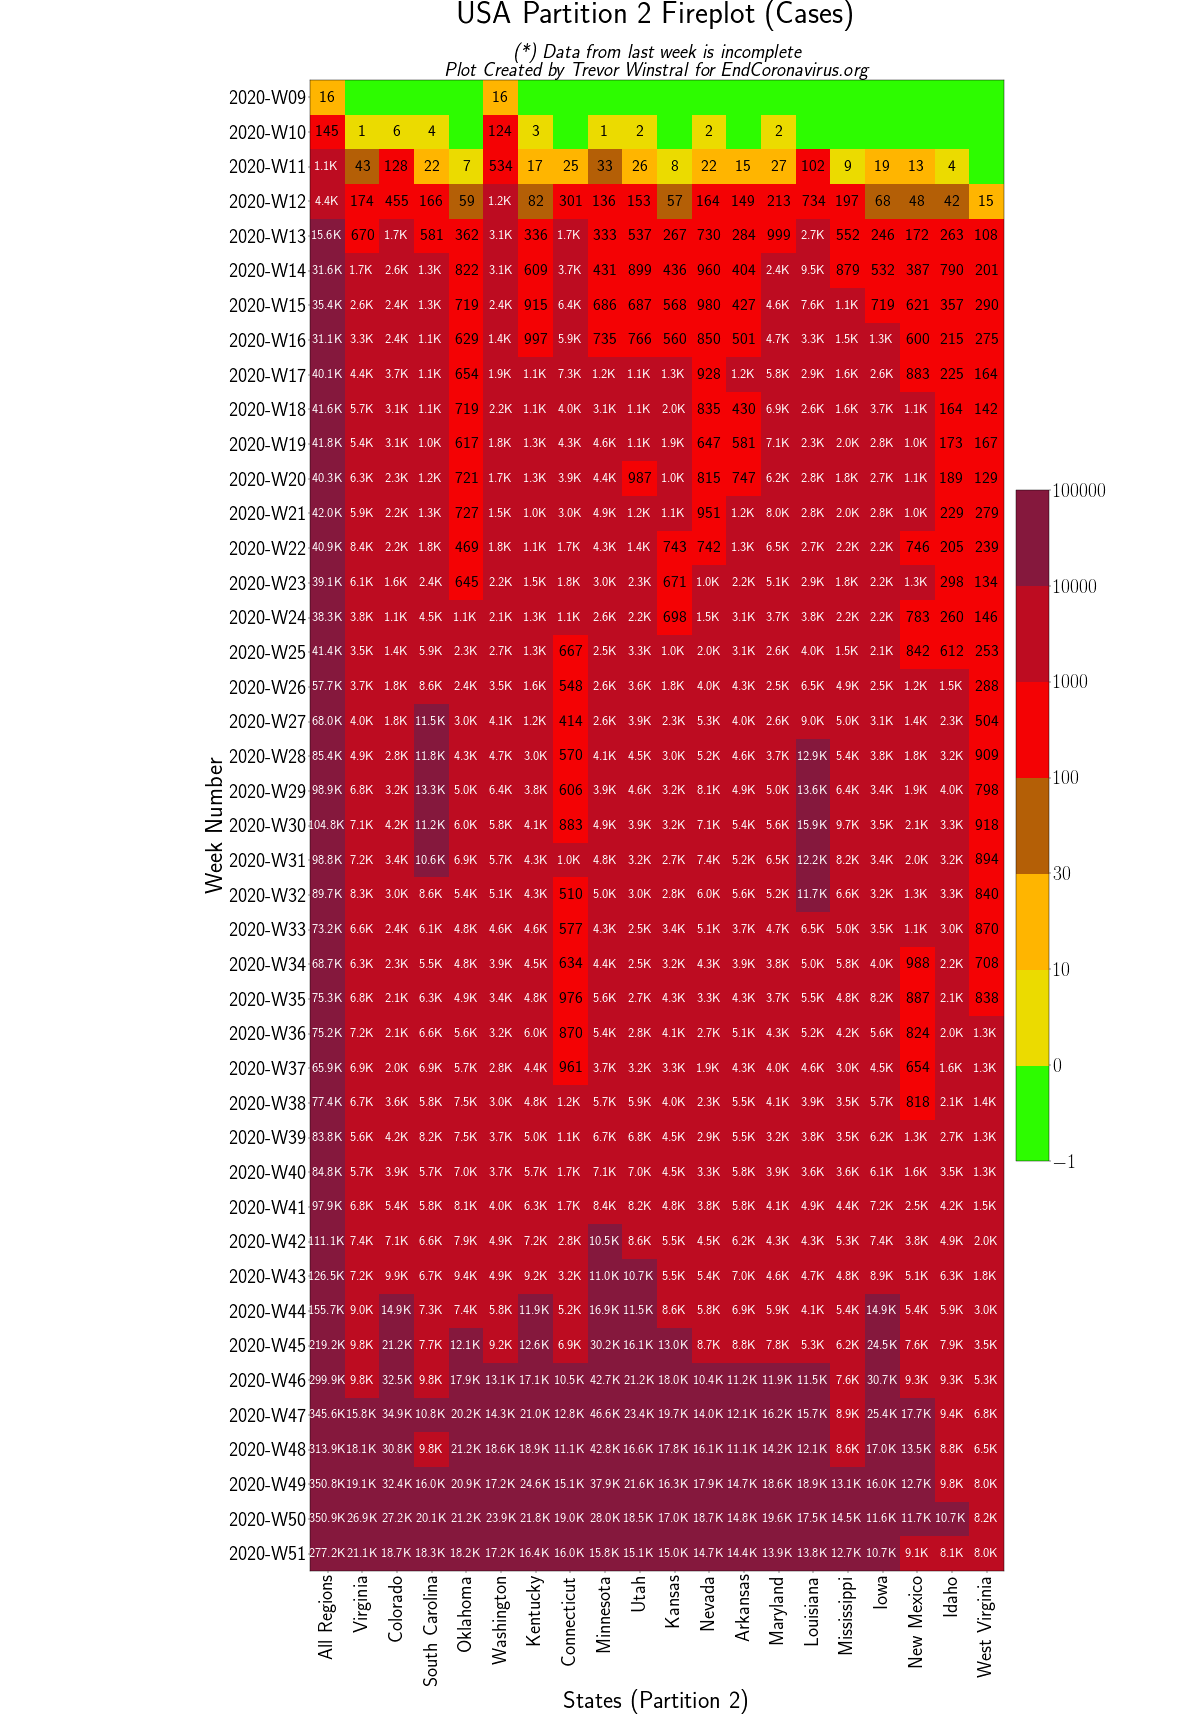 USA Partition 2 Fireplot (Cases)
(*) Data from last week is incomplete
Plot Created by Trevor Winstral for EndCoronavirus.org
2020-W09 16 16
2020-W10 145 1 6 4 124 3 1 2 2 2
2020-W11 1.1K 43 128 22 7 534 17 25 33 26 8 22 15 27 102 9 19 13 4
2020-W12 4.4K 174 455 166 59 1.2K 82 301 136 153 57 164 149 213 734 197 68 48 42 15
2020-W13 15.6K 670 1.7K 581 362 3.1K 336 1.7K 333 537 267 730 284 999 2.7K 552 246 172 263 108
2020-W14 31.6K 1.7K 2.6K 1.3K 822 3.1K 609 3.7K 431 899 436 960 404 2.4K 9.5K 879 532 387 790 201
2020-W15 35.4K 2.6K 2.4K 1.3K 719 2.4K 915 6.4K 686 687 568 980 427 4.6K 7.6K 1.1K 719 621 357 290
2020-W16 31.1K 3.3K 2.4K 1.1K 629 1.4K 997 5.9K 735 766 560 850 501 4.7K 3.3K 1.5K 1.3K 600 215 275
2020-W17 40.1K 4.4K 3.7K 1.1K 654 1.9K 1.1K 7.3K 1.2K 1.1K 1.3K 928 1.2K 5.8K 2.9K 1.6K 2.6K 883 225 164
2020-W18 41.6K 5.7K 3.1K 1.1K 719 2.2K 1.1K 4.0K 3.1K 1.1K 2.0K 835 430 6.9K 2.6K 1.6K 3.7K 1.1K 164 142
2020-W19 41.8K 5.4K 3.1K 1.0K 617 1.8K 1.3K 4.3K 4.6K 1.1K 1.9K 647 581 7.1K 2.3K 2.0K 2.8K 1.0K 173 167
2020-W20 40.3K 6.3K 2.3K 1.2K 721 1.7K 1.3K 3.9K 4.4K 987 1.0K 815 747 6.2K 2.8K 1.8K 2.7K 1.1K 189 129
2020-W21 42.0K 5.9K 2.2K 1.3K 727 1.5K 1.0K 3.0K 4.9K 1.2K 1.1K 951 1.2K 8.0K 2.8K 2.0K 2.8K 1.0K 229 279
2020-W22 40.9K 8.4K 2.2K 1.8K 469 1.8K 1.1K 1.7K 4.3K 1.4K 743 742 1.3K 6.5K 2.7K 2.2K 2.2K 746 205 239
2020-W23 39.1K 6.1K 1.6K 2.4K 645 2.2K 1.5K 1.8K 3.0K 2.3K 671 1.0K 2.2K 5.1K 2.9K 1.8K 2.2K 1.3K 298 134
2020-W24 38.3K 3.8K 1.1K 4.5K 1.1K 2.1K 1.3K 1.1K 2.6K 2.2K 698 1.5K 3.1K 3.7K 3.8K 2.2K 2.2K 783 260 146
2020-W25 41.4K 3.5K 1.4K 5.9K 2.3K 2.7K 1.3K 667 2.5K 3.3K 1.0K 2.0K 3.1K 2.6K 4.0K 1.5K 2.1K 842 612 253
2020-W26 57.7K 3.7K 1.8K 8.6K 2.4K 3.5K 1.6K 548 2.6K 3.6K 1.8K 4.0K 4.3K 2.5K 6.5K 4.9K 2.5K 1.2K 1.5K 288
2020-W27 68.0K 4.0K 1.8K 11.5K 3.0K 4.1K 1.2K 414 2.6K 3.9K 2.3K 5.3K 4.0K 2.6K 9.0K 5.0K 3.1K 1.4K 2.3K 504
2020-W28 85.4K 4.9K 2.8K 11.8K 4.3K 4.7K 3.0K 570 4.1K 4.5K 3.0K 5.2K 4.6K 3.7K 12.9K 5.4K 3.8K 1.8K 3.2K 909
2020-W29 98.9K 6.8K 3.2K 13.3K 5.0K 6.4K 3.8K 606 3.9K 4.6K 3.2K 8.1K 4.9K 5.0K 13.6K 6.4K 3.4K 1.9K 4.0K 798
2020-W30 104.8K 7.1K 4.2K 11.2K 6.0K 5.8K 4.1K 883 4.9K 3.9K 3.2K 7.1K 5.4K 5.6K 15.9K 9.7K 3.5K 2.1K 3.3K 918
2020-W31 98.8K 7.2K 3.4K 10.6K 6.9K 5.7K 4.3K 1.0K 4.8K 3.2K 2.7K 7.4K 5.2K 6.5K 12.2K 8.2K 3.4K 2.0K 3.2K 894
2020-W32 89.7K 8.3K 3.0K 8.6K 5.4K 5.1K 4.3K 510 5.0K 3.0K 2.8K 6.0K 5.6K 5.2K 11.7K 6.6K 3.2K 1.3K 3.3K 840
2020-W33 73.2K 6.6K 2.4K 6.1K 4.8K 4.6K 4.6K 577 4.3K 2.5K 3.4K 5.1K 3.7K 4.7K 6.5K 5.0K 3.5K 1.1K 3.0K 870
2020-W34 68.7K 6.3K 2.3K 5.5K 4.8K 3.9K 4.5K 634 4.4K 2.5K 3.2K 4.3K 3.9K 3.8K 5.0K 5.8K 4.0K 988 2.2K 708
2020-W35 75.3K 6.8K 2.1K 6.3K 4.9K 3.4K 4.8K 976 5.6K 2.7K 4.3K 3.3K 4.3K 3.7K 5.5K 4.8K 8.2K 887 2.1K 838
2020-W36 75.2K 7.2K 2.1K 6.6K 5.6K 3.2K 6.0K 870 5.4K 2.8K 4.1K 2.7K 5.1K 4.3K 5.2K 4.2K 5.6K 824 2.0K 1.3K
2020-W37 65.9K 6.9K 2.0K 6.9K 5.7K 2.8K 4.4K 961 3.7K 3.2K 3.3K 1.9K 4.3K 4.0K 4.6K 3.0K 4.5K 654 1.6K 1.3K
2020-W38 77.4K 6.7K 3.6K 5.8K 7.5K 3.0K 4.8K 1.2K 5.7K 5.9K 4.0K 2.3K 5.5K 4.1K 3.9K 3.5K 5.7K 818 2.1K 1.4K
2020-W39 83.8K 5.6K 4.2K 8.2K 7.5K 3.7K 5.0K 1.1K 6.7K 6.8K 4.5K 2.9K 5.5K 3.2K 3.8K 3.5K 6.2K 1.3K 2.7K 1.3K
2020-W40 84.8K 5.7K 3.9K 5.7K 7.0K 3.7K 5.7K 1.7K 7.1K 7.0K 4.5K 3.3K 5.8K 3.9K 3.6K 3.6K 6.1K 1.6K 3.5K 1.3K
2020-W41 97.9K 6.8K 5.4K 5.8K 8.1K 4.0K 6.3K 1.7K 8.4K 8.2K 4.8K 3.8K 5.8K 4.1K 4.9K 4.4K 7.2K 2.5K 4.2K 1.5K
2020-W42 111.1K 7.4K 7.1K 6.6K 7.9K 4.9K 7.2K 2.8K 10.5K 8.6K 5.5K 4.5K 6.2K 4.3K 4.3K 5.3K 7.4K 3.8K 4.9K 2.0K
2020-W43 126.5K 7.2K 9.9K 6.7K 9.4K 4.9K 9.2K 3.2K 11.0K 10.7K 5.5K 5.4K 7.0K 4.6K 4.7K 4.8K 8.9K 5.1K 6.3K 1.8K
2020-W44 155.7K 9.0K 14.9K 7.3K 7.4K 5.8K 11.9K 5.2K 16.9K 11.5K 8.6K 5.8K 6.9K 5.9K 4.1K 5.4K 14.9K 5.4K 5.9K 3.0K
2020-W45 219.2K 9.8K 21.2K 7.7K 12.1K 9.2K 12.6K 6.9K 30.2K 16.1K 13.0K 8.7K 8.8K 7.8K 5.3K 6.2K 24.5K 7.6K 7.9K 3.5K
2020-W46 299.9K 9.8K 32.5K 9.8K 17.9K 13.1K 17.1K 10.5K 42.7K 21.2K 18.0K 10.4K 11.2K 11.9K 11.5K 7.6K 30.7K 9.3K 9.3K 5.3K
2020-W47 345.6K 15.8K 34.9K 10.8K 20.2K 14.3K 21.0K 12.8K 46.6K 23.4K 19.7K 14.0K 12.1K 16.2K 15.7K 8.9K 25.4K 17.7K 9.4K 6.8K
2020-W48 313.9K 18.1K 30.8K 9.8K 21.2K 18.6K 18.9K 11.1K 42.8K 16.6K 17.8K 16.1K 11.1K 14.2K 12.1K 8.6K 17.0K 13.5K 8.8K 6.5K
2020-W49 350.8K 19.1K 32.4K 16.0K 20.9K 17.2K 24.6K 15.1K 37.9K 21.6K 16.3K 17.9K 14.7K 18.6K 18.9K 13.1K 16.0K 12.7K 9.8K 8.0K
2020-W50 350.9K 26.9K 27.2K 20.1K 21.2K 23.9K 21.8K 19.0K 28.0K 18.5K 17.0K 18.7K 14.8K 19.6K 17.5K 14.5K 11.6K 11.7K 10.7K 8.2K
2020-W51 277.2K 21.1K 18.7K 18.3K 18.2K 17.2K 16.4K 16.0K 15.8K 15.1K 15.0K 14.7K 14.4K 13.9K 13.8K 12.7K 10.7K 9.1K 8.1K 8.0K
Week Number
All Regions
Virginia
Colorado
South Carolina
Oklahoma
Washington
Kentucky
Connecticut
Minnesota
Utah
Kansas
Nevada
Arkansas
Maryland
Louisiana
Mississippi
Iowa
New Mexico
Idaho
West Virginia
States (Partition 2)
100000
10000
1000
100
30
10
0
−1